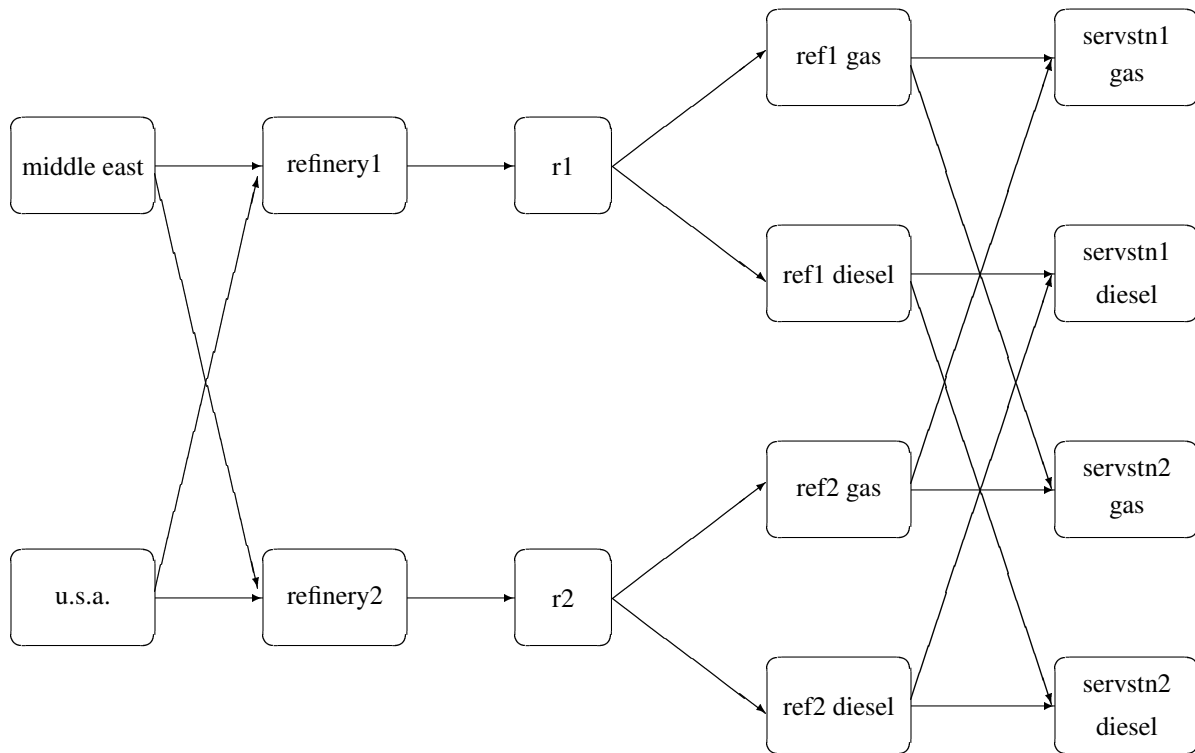 ref1 gas
servstn1
gas
middle east
refinery1
r1
ref1 diesel
servstn1
diesel
ref2 gas
servstn2
gas
u.s.a.
refinery2
r2
ref2 diesel
servstn2
diesel